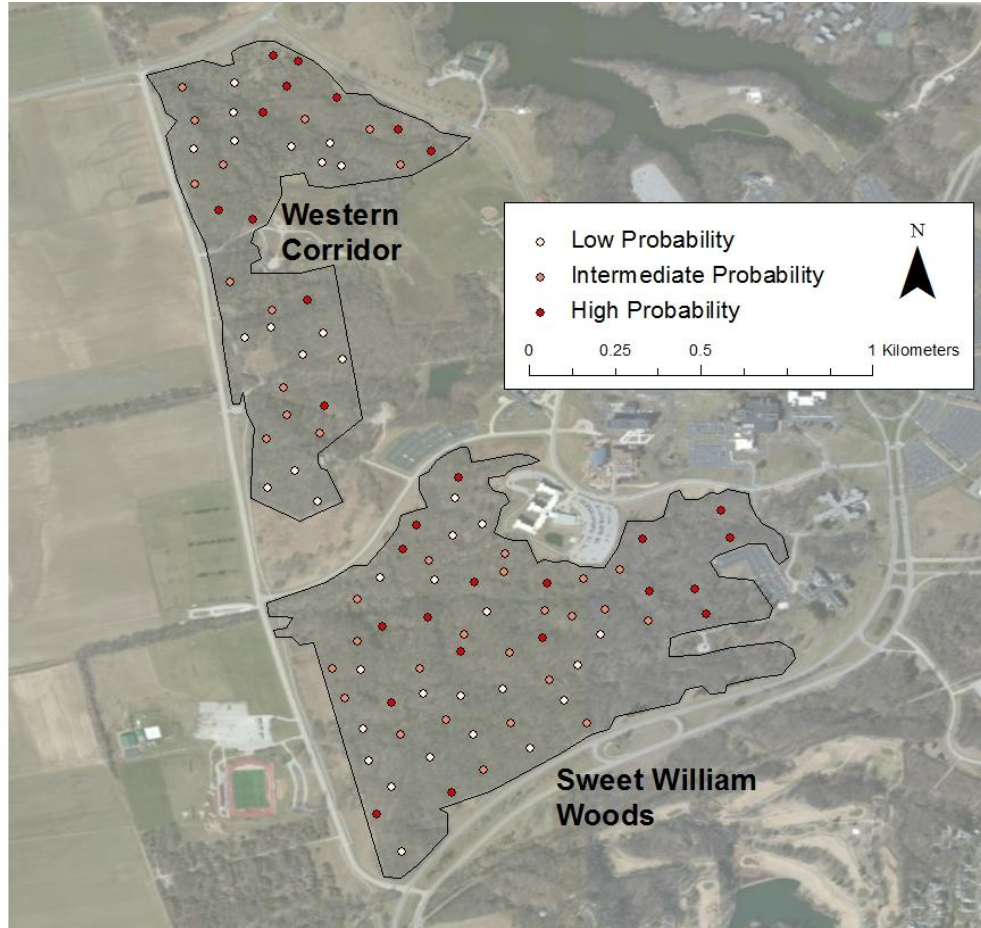 Western
Corridor
Low Probability
Intermediate Probability
High Probability
N
0 0.25 0.5 1 Kilometers
Sweet William
Woods